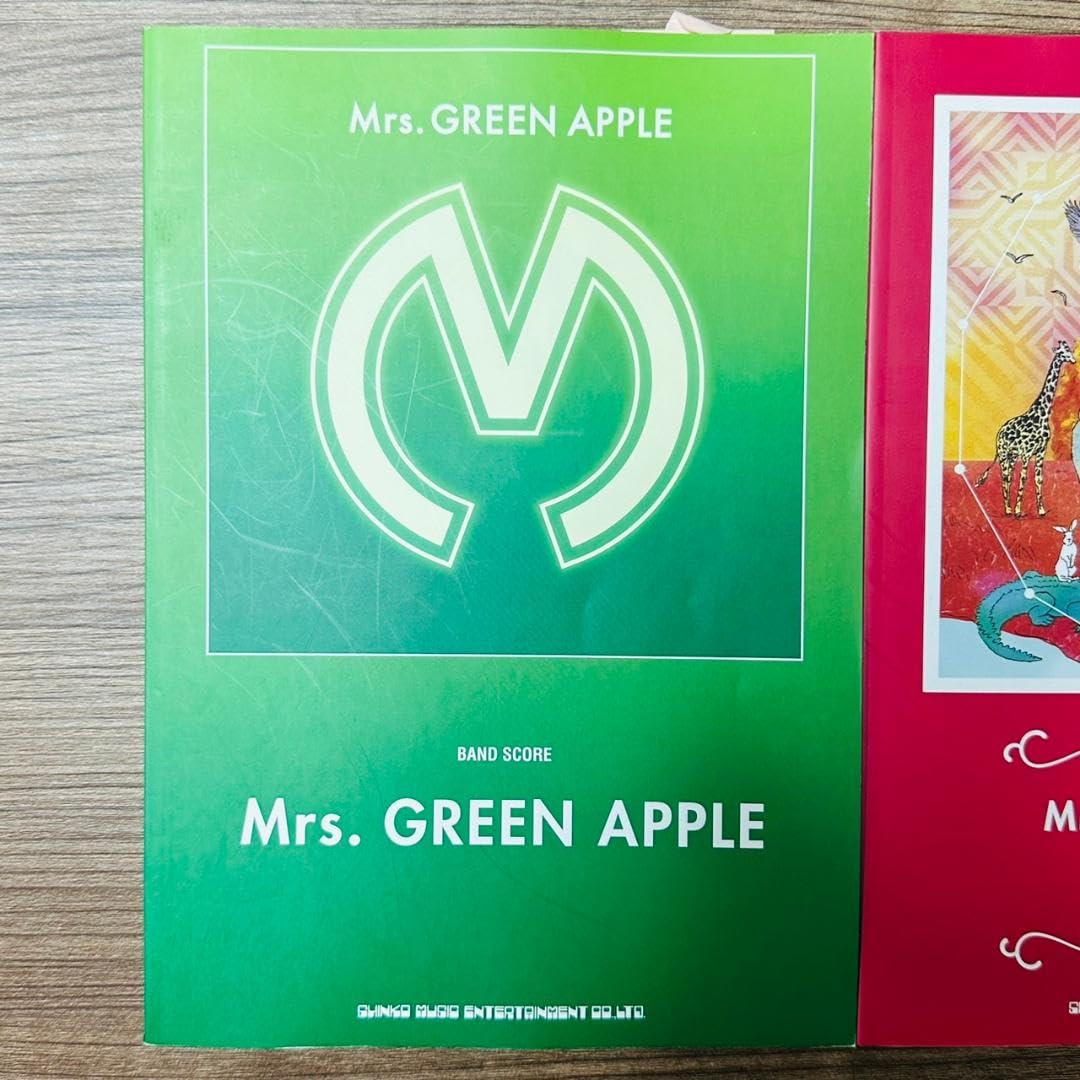 Mrs. GREEN APPLE
M
BAND SCORE
Mrs. GREEN APPLE
SHINKO MUSIC ENTERTAINMENT CO.,LTD.